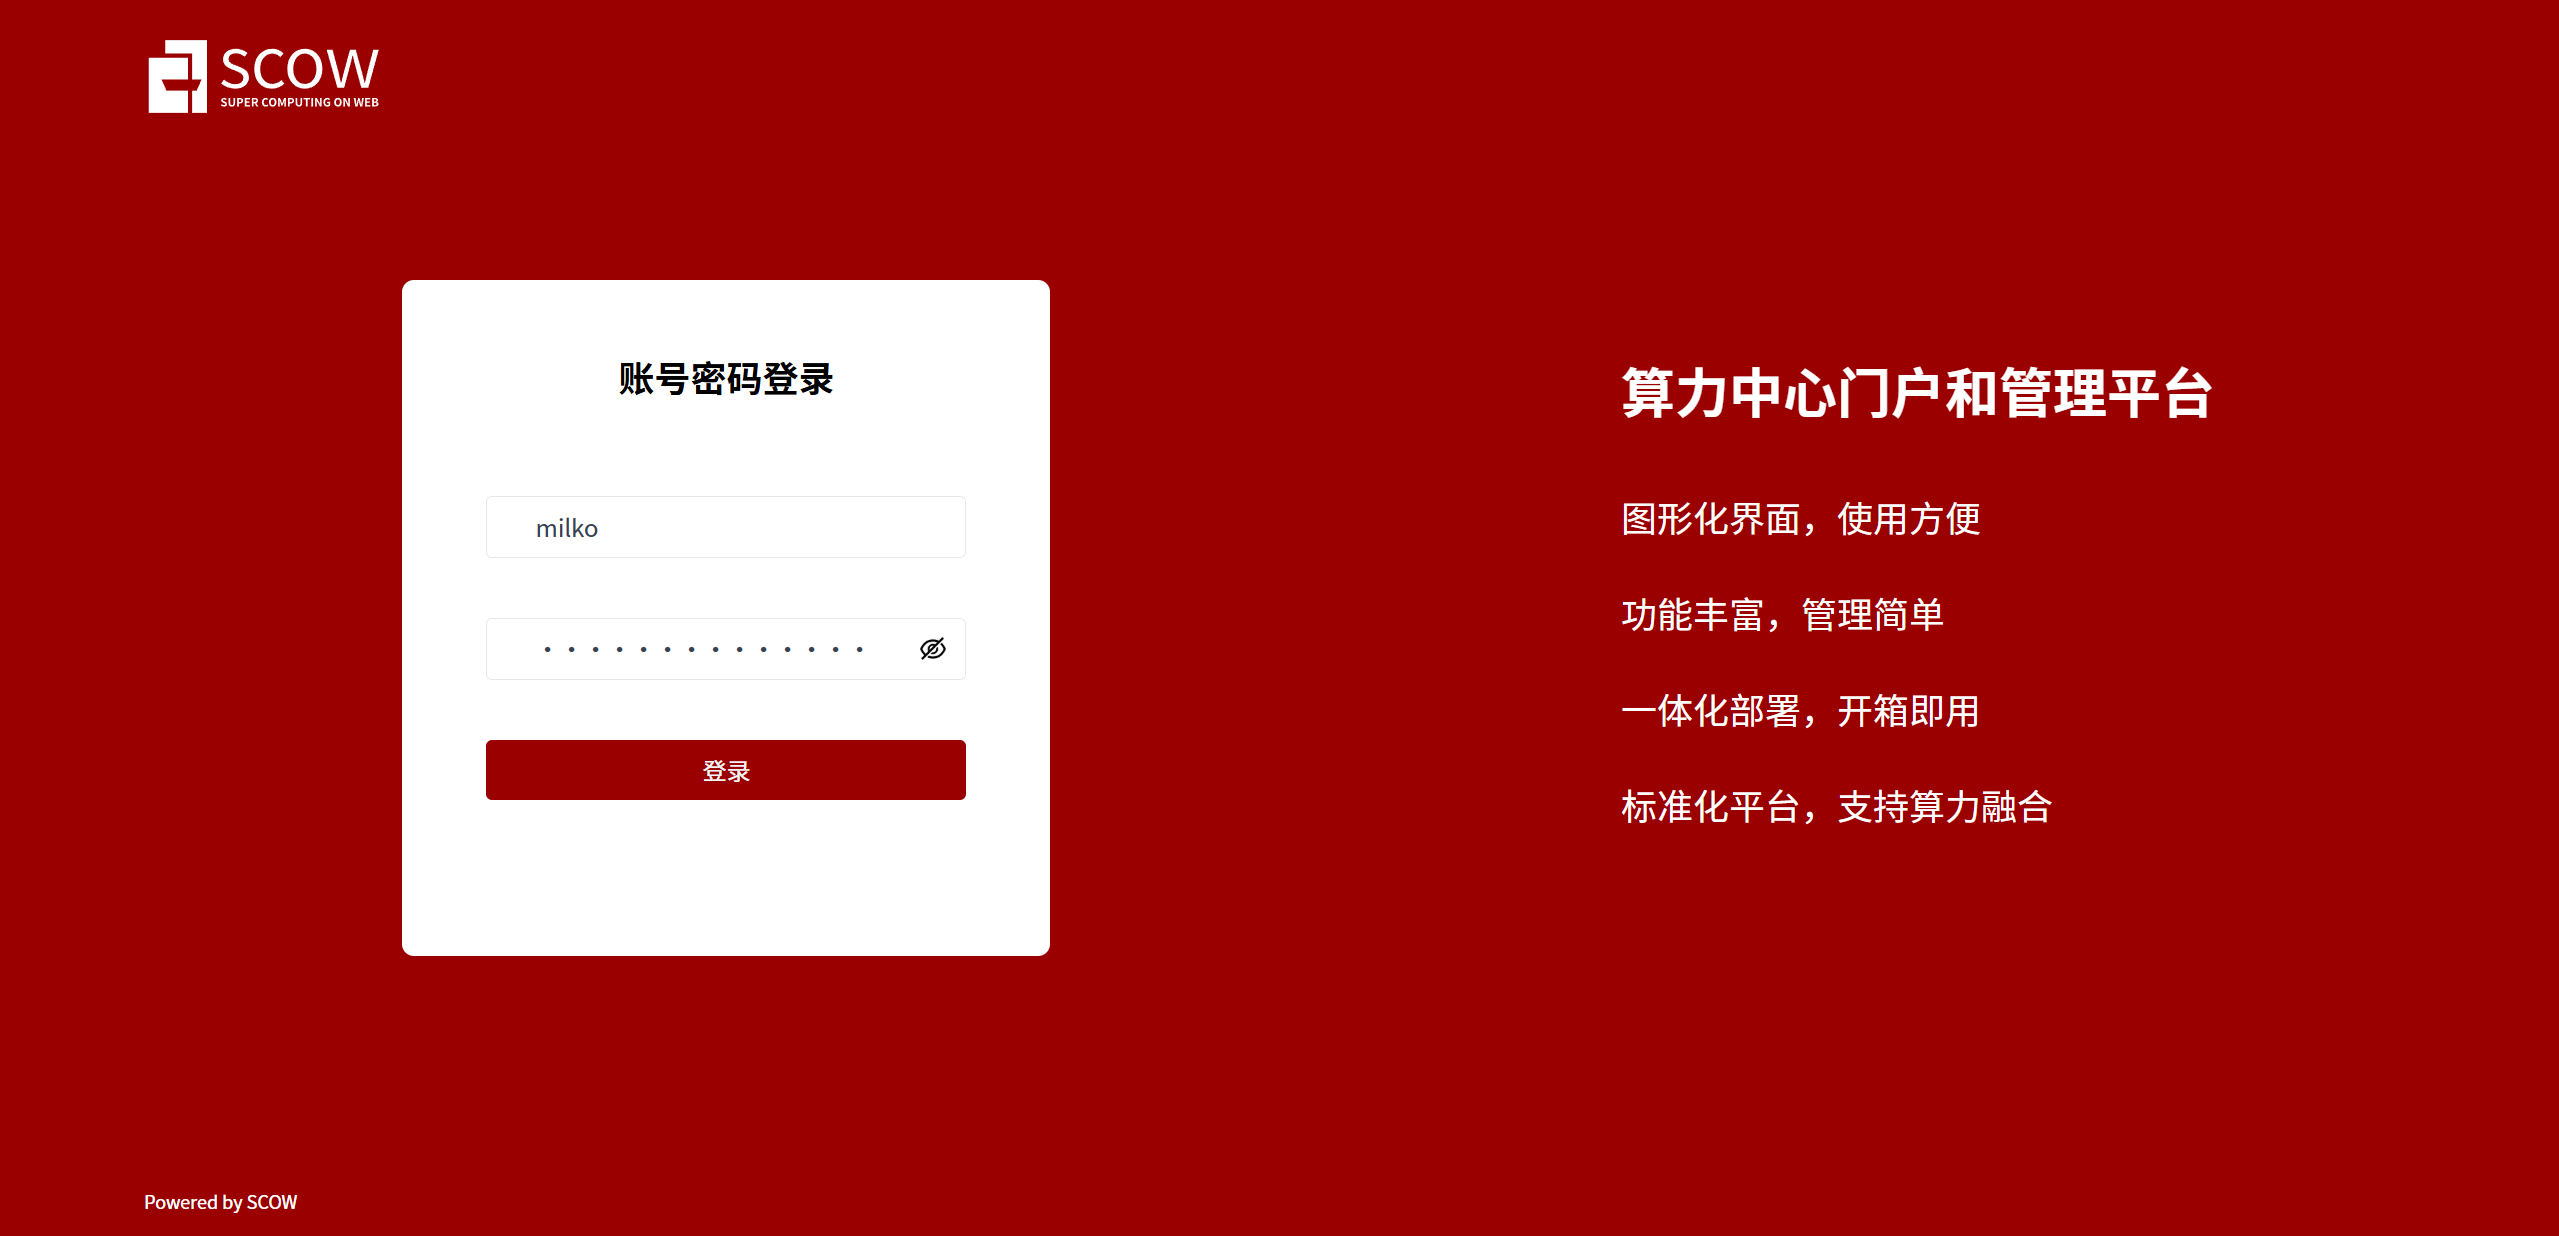 SCOW
SUPER COMPUTING ON WEB
账号密码登录
milko
登录
算力中心门户和管理平台
图形化界面，使用方便
功能丰富，管理简单
一体化部署，开箱即用
标准化平台，支持算力融合
Powered by SCOW